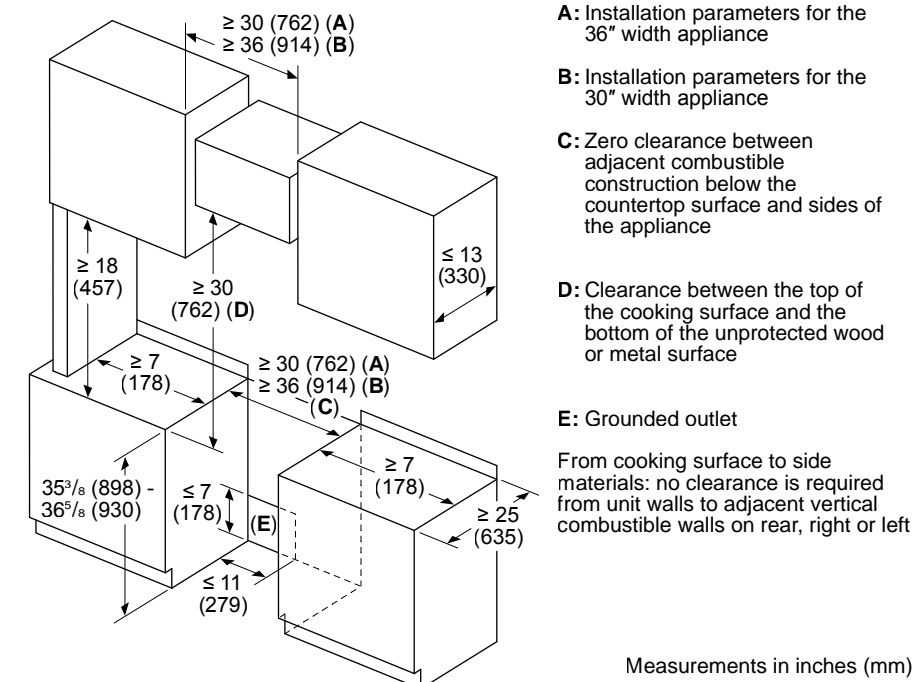 ≥ 30 (762) (A)
≥ 36 (914) (B)
≥ 18
(457)
≥ 30
(762) (D)
≤ 13
(330)
≥ 7
(178)
≥ 30 (762) (A)
≥ 36 (914) (B)
(C)
≥ 7
(178)
35³/₈ (898) -
36⁵/₈ (930)
≤ 7
(178)
(E)
≥ 25
(635)
≤ 11
(279)
A: Installation parameters for the
36″ width appliance
B: Installation parameters for the
30″ width appliance
C: Zero clearance between
adjacent combustible
construction below the
countertop surface and sides of
the appliance
D: Clearance between the top of
the cooking surface and the
bottom of the unprotected wood
or metal surface
E: Grounded outlet
From cooking surface to side
materials: no clearance is required
from unit walls to adjacent vertical
combustible walls on rear, right or left
Measurements in inches (mm)